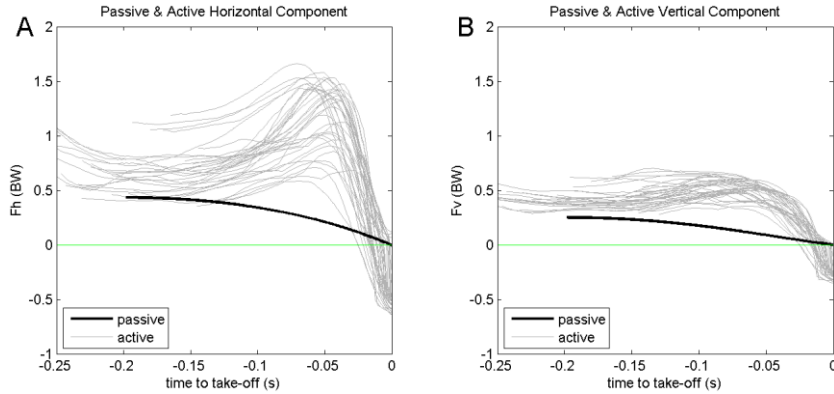 A
Passive & Active Horizontal Component
2
1.5
1
0.5
0
-0.5
-1
Fh (BW)
passive
active
-0.25
-0.2
-0.15
-0.1
-0.05
0
time to take-off (s)
B
Passive & Active Vertical Component
2
1.5
1
0.5
0
-0.5
-1
Fv (BW)
passive
active
-0.25
-0.2
-0.15
-0.1
-0.05
0
time to take-off (s)